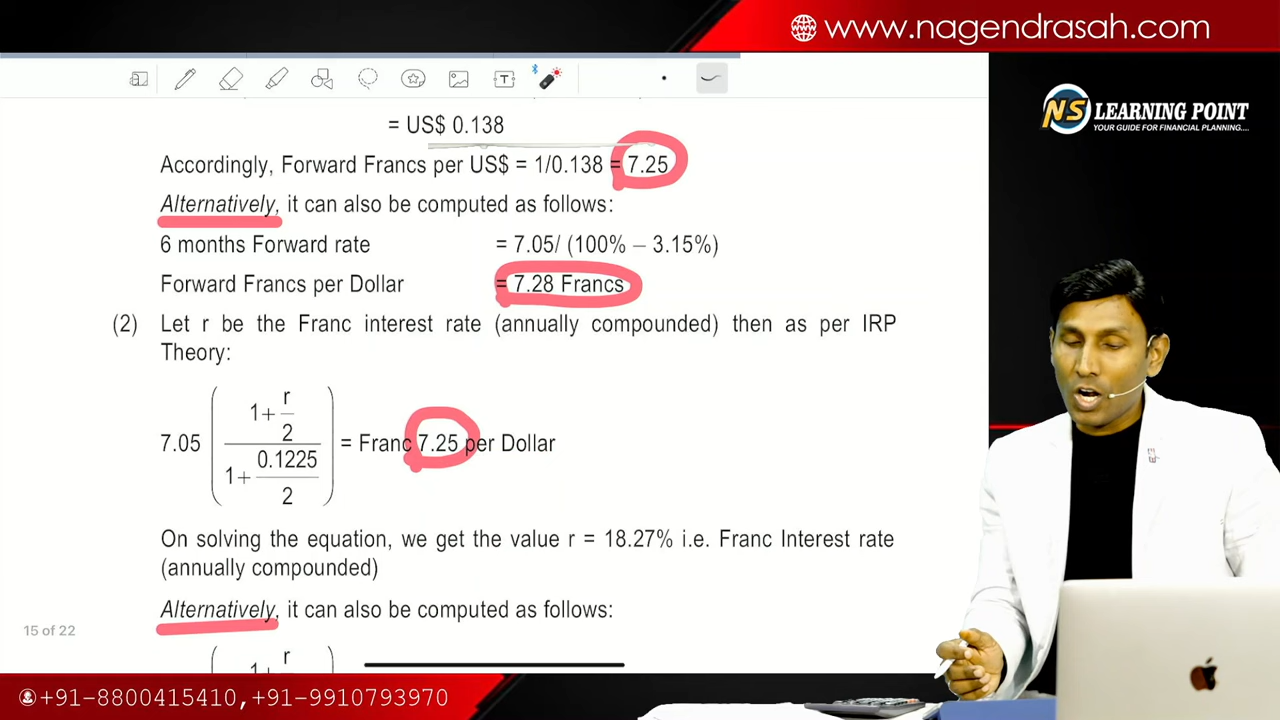 www.nagendrasah.com
NS LEARNING POINT
YOUR GUIDE FOR FINANCIAL PLANNING....
= US$ 0.138
Accordingly, Forward Francs per US$ = 1/0.138 = 7.25
Alternatively, it can also be computed as follows:
6 months Forward rate = 7.05/ (100% – 3.15%)
Forward Francs per Dollar = 7.28 Francs
(2) Let r be the Franc interest rate (annually compounded) then as per IRP
Theory:
7.05 ( (1+ r/2) / (1+ 0.1225/2) ) = Franc 7.25 per Dollar
On solving the equation, we get the value r = 18.27% i.e. Franc Interest rate
(annually compounded)
Alternatively, it can also be computed as follows:
1+ r
15 of 22
+91-8800415410,+91-9910793970